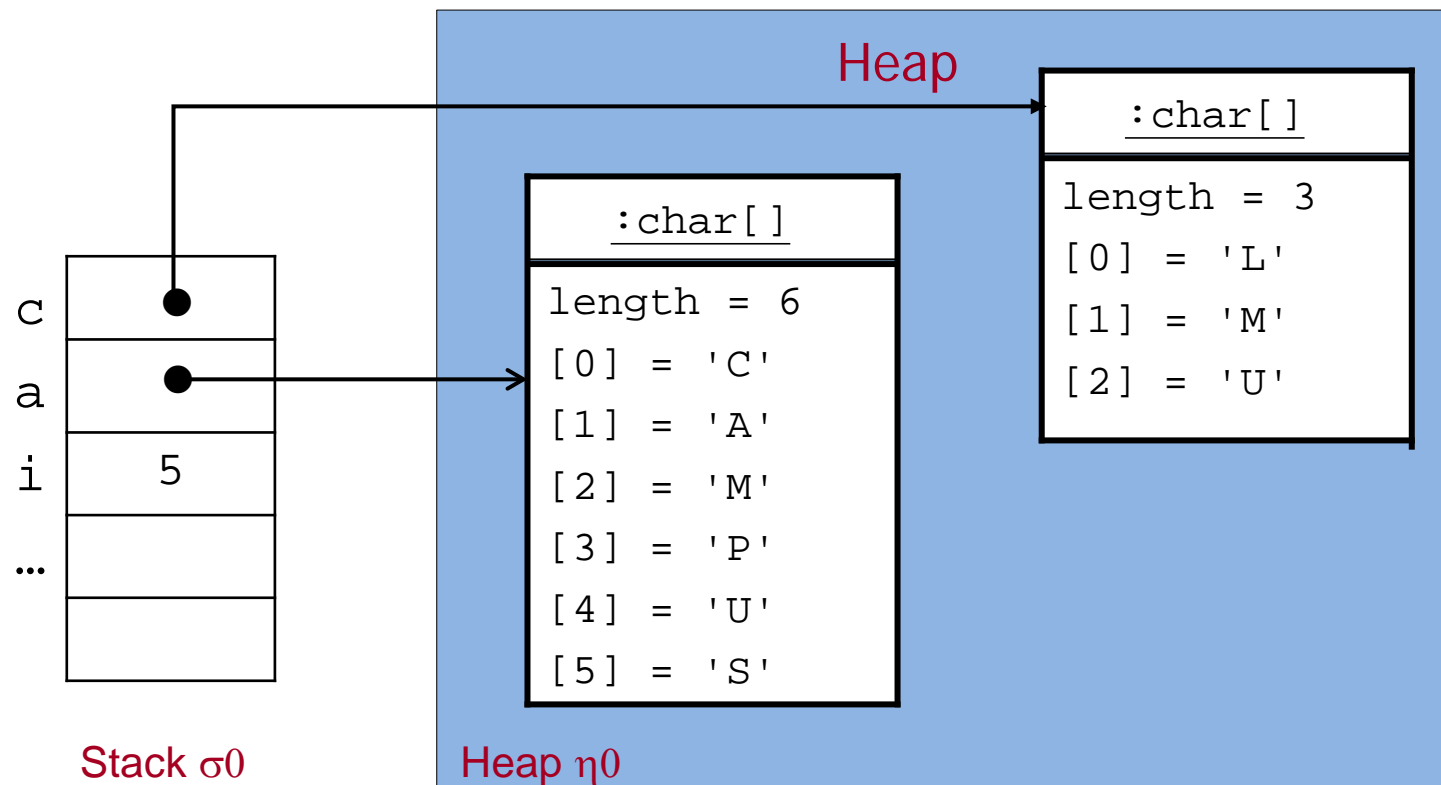 Heap
:char[]
length = 3
[0] = 'L'
[1] = 'M'
[2] = 'U'
:char[]
length = 6
[0] = 'C'
[1] = 'A'
[2] = 'M'
[3] = 'P'
[4] = 'U'
[5] = 'S'
c
a
i 5
…
Stack σ0
Heap η0